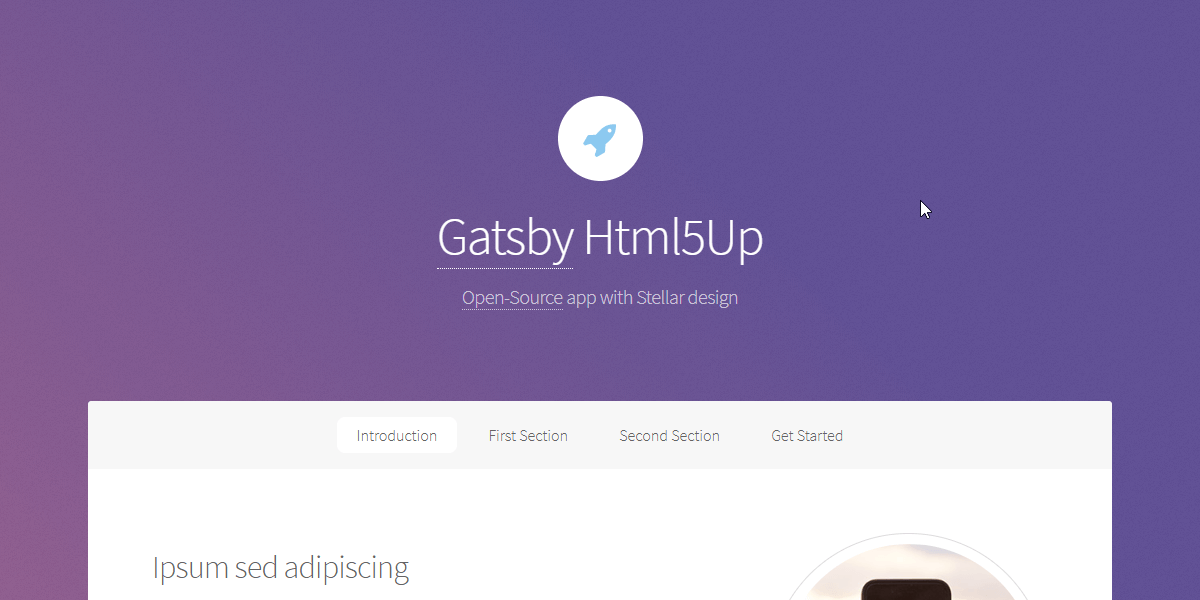 Gatsby Html5Up
Open-Source app with Stellar design
Introduction First Section Second Section Get Started
Ipsum sed adipiscing